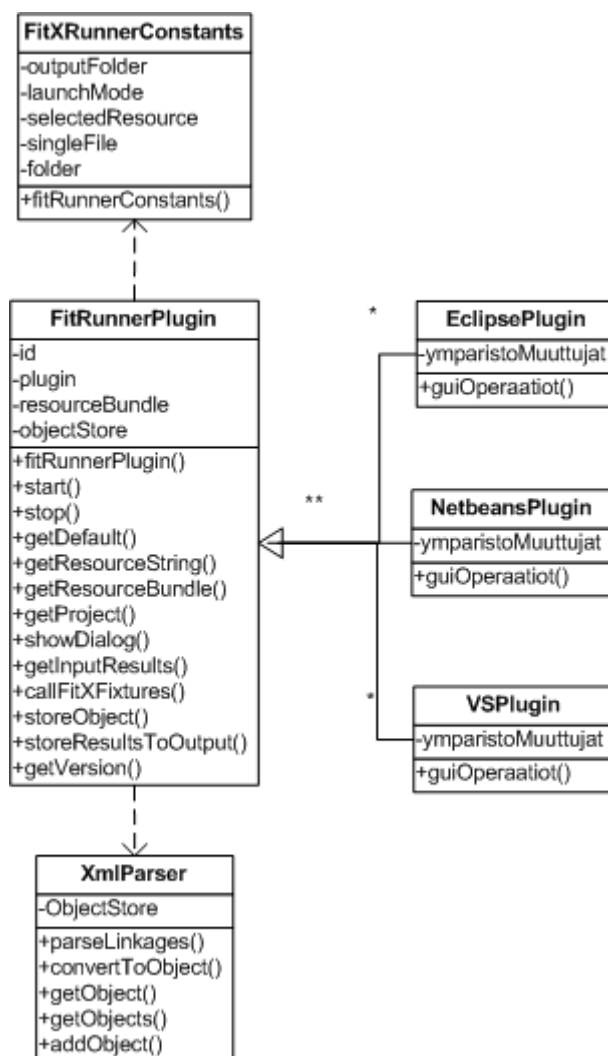 FitXRunnerConstants
-outputFolder
-launchMode
-selectedResource
-singleFile
-folder
+fitRunnerConstants()
FitRunnerPlugin
-id
-plugin
-resourceBundle
-objectStore
+fitRunnerPlugin()
+start()
+stop()
+getDefault()
+getResourceString()
+getResourceBundle()
+getProject()
+showDialog()
+getInputResults()
+callFitXFixtures()
+storeObject()
+storeResultsToOutput()
+getVersion()
*
**
*
EclipsePlugin
-ymparistoMuuttujat
+guiOperaatiot()
NetbeansPlugin
-ymparistoMuuttujat
+guiOperaatiot()
VSPlugin
-ymparistoMuuttujat
+guiOperaatiot()
XmlParser
-ObjectStore
+parseLinkages()
+convertToObject()
+getObject()
+getObjects()
+addObject()